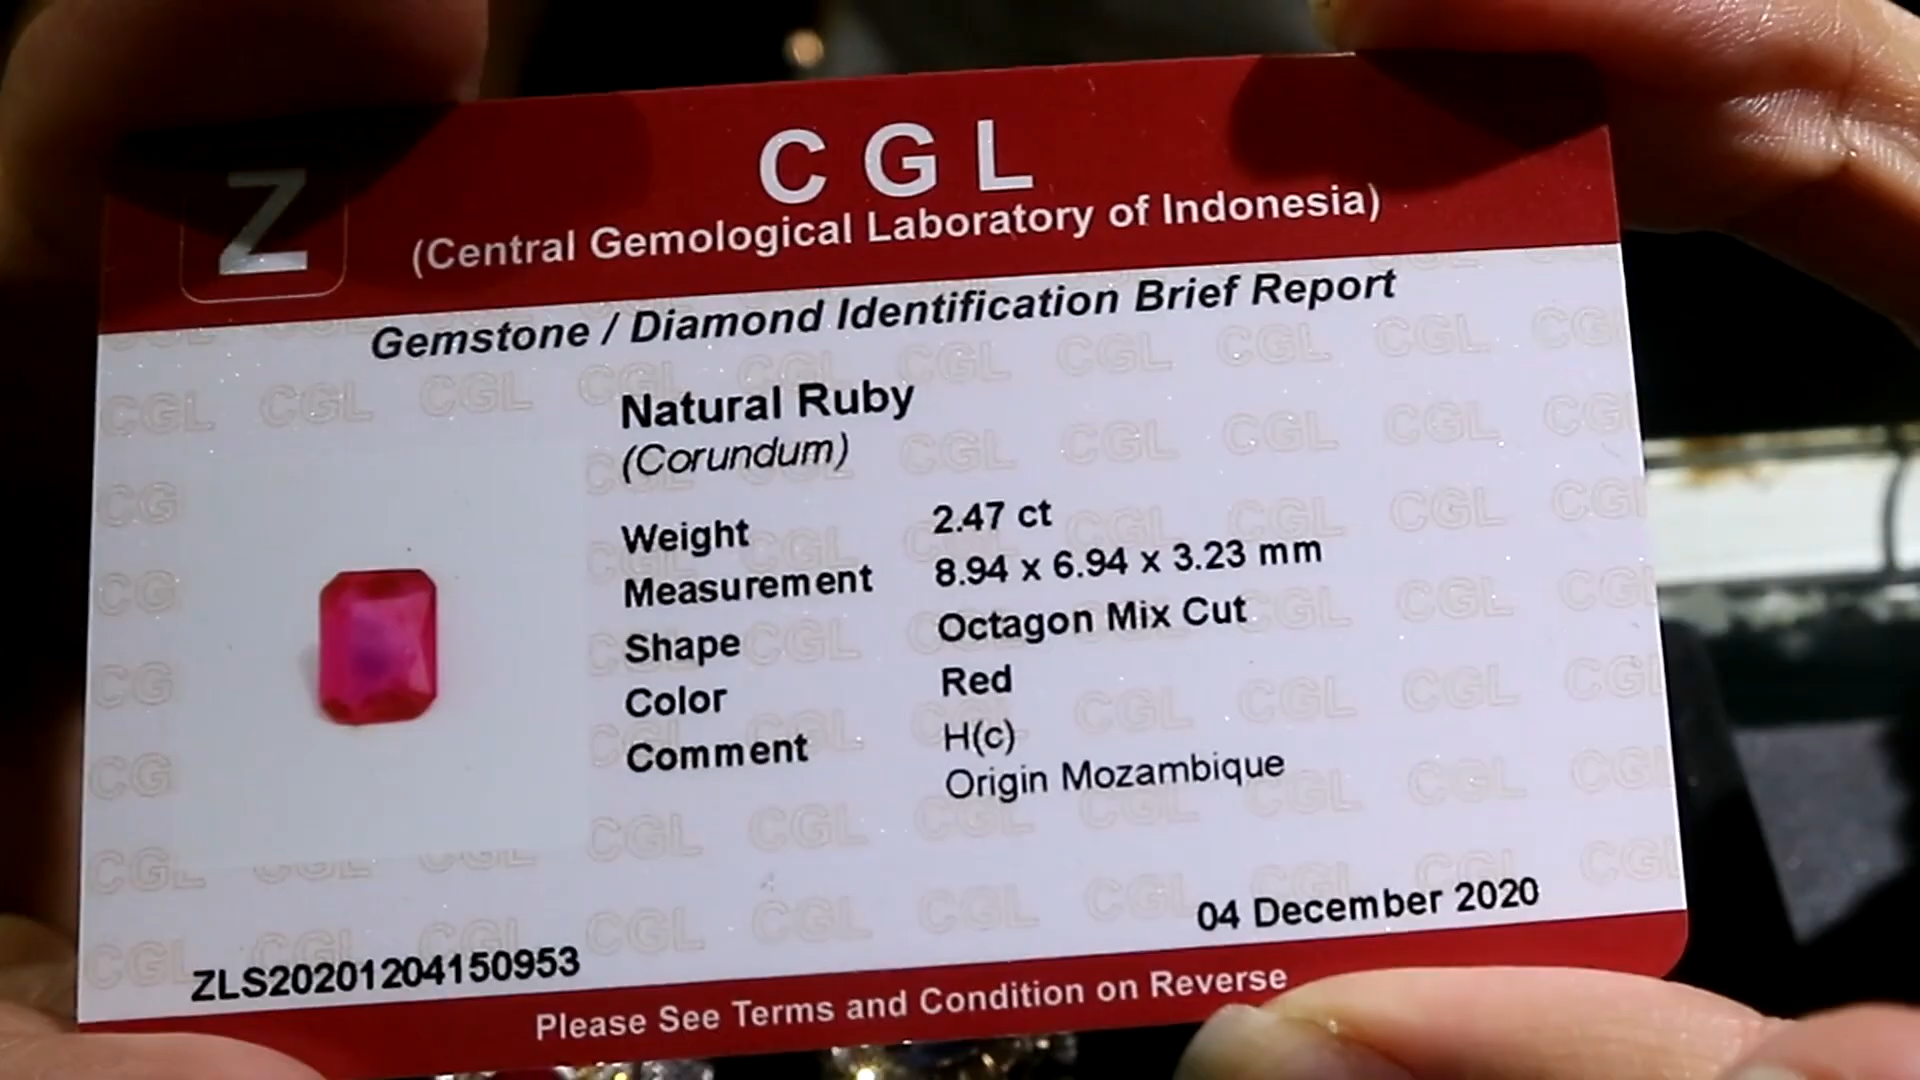 Z
C G L
(Central Gemological Laboratory of Indonesia)
Gemstone / Diamond Identification Brief Report
Natural Ruby
(Corundum)
Weight 2.47 ct
Measurement 8.94 x 6.94 x 3.23 mm
Shape Octagon Mix Cut
Color Red
Comment H(c)
Origin Mozambique
04 December 2020
ZLS20201204150953
Please See Terms and Condition on Reverse